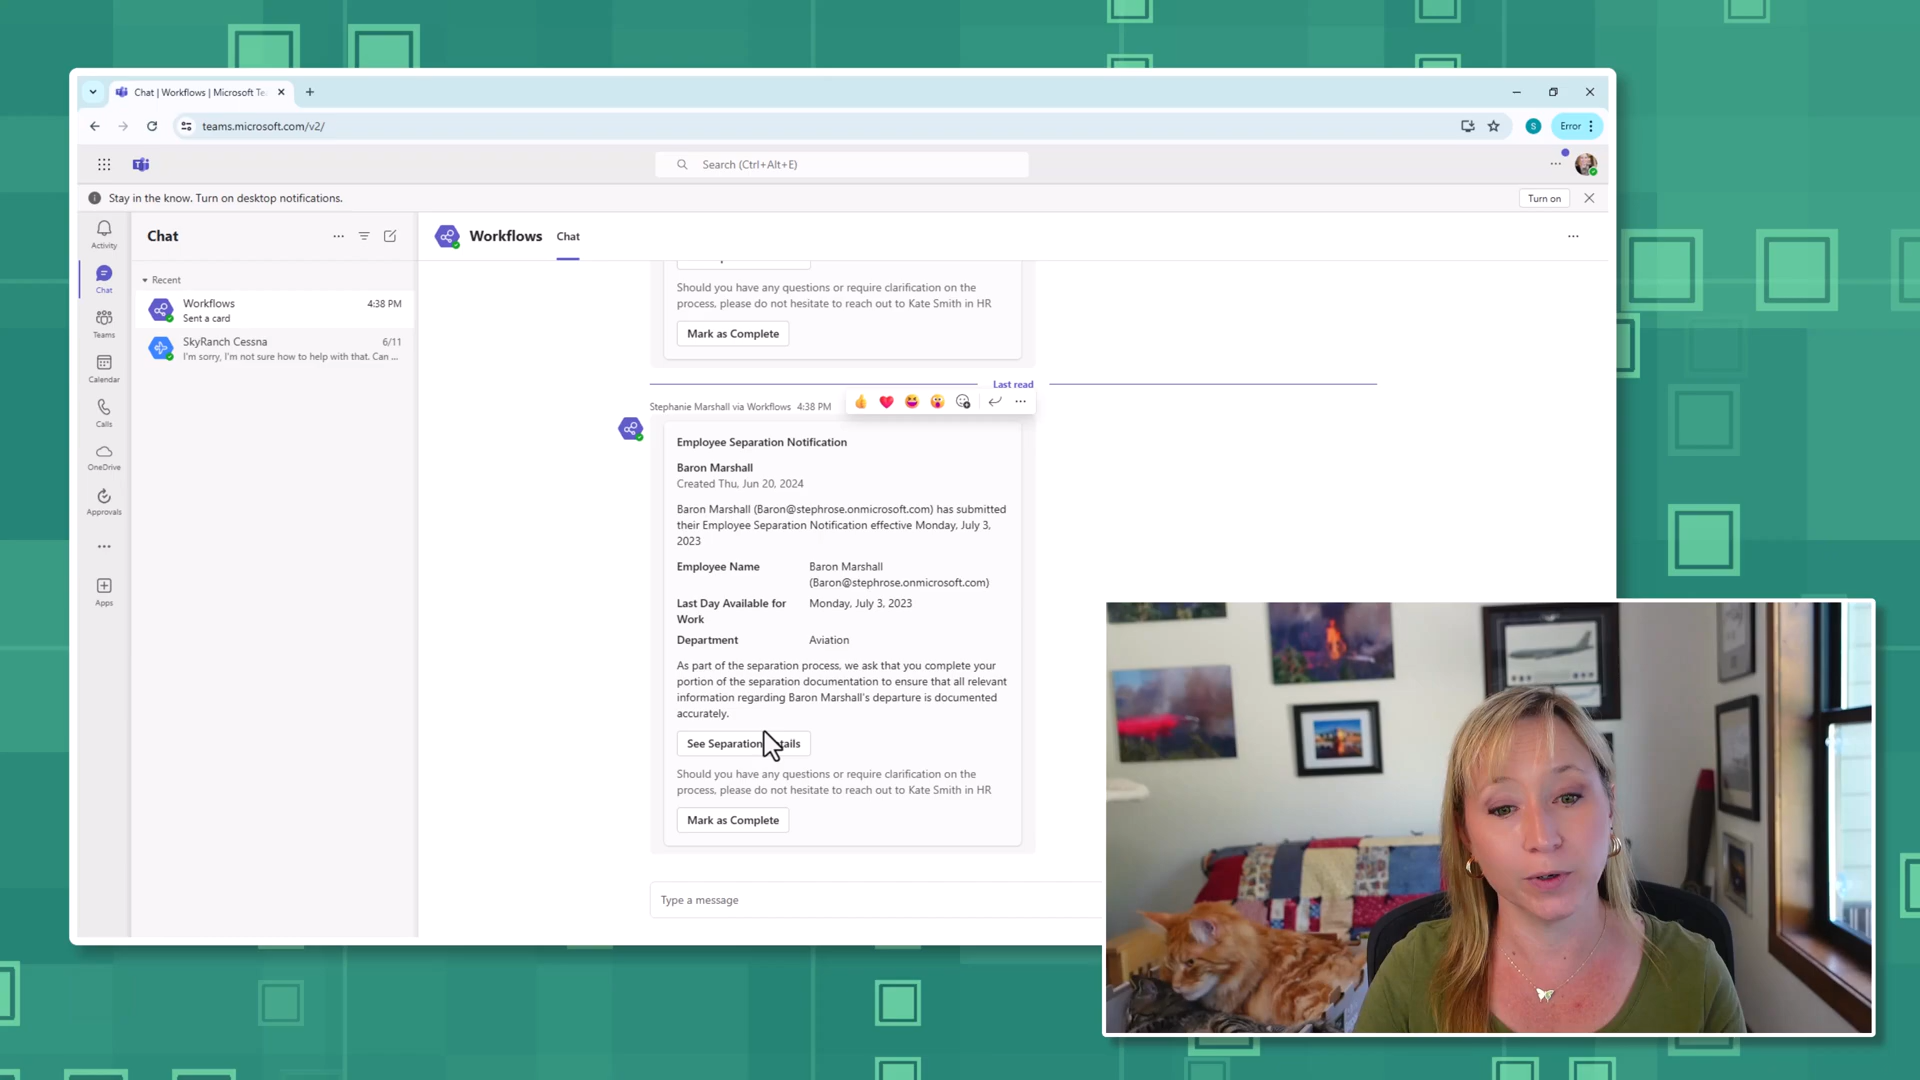 Chat | Workflows | Microsoft Te
teams.microsoft.com/v2/
S
Error
Search (Ctrl+Alt+E)
Stay in the know. Turn on desktop notifications.
Turn on
Activity
Chat
Teams
Calendar
Calls
OneDrive
Approvals
Apps
Chat
Recent
Workflows 4:38 PM
Sent a card
SkyRanch Cessna 6/11
I'm sorry, I'm not sure how to help with that. Can ...
Workflows Chat
Should you have any questions or require clarification on the
process, please do not hesitate to reach out to Kate Smith in HR
Mark as Complete
Last read
Stephanie Marshall via Workflows 4:38 PM
Employee Separation Notification
Baron Marshall
Created Thu, Jun 20, 2024
Baron Marshall (Baron@stephrose.onmicrosoft.com) has submitted
their Employee Separation Notification effective Monday, July 3,
2023
Employee Name Baron Marshall
(Baron@stephrose.onmicrosoft.com)
Last Day Available for Monday, July 3, 2023
Work
Department Aviation
As part of the separation process, we ask that you complete your
portion of the separation documentation to ensure that all relevant
information regarding Baron Marshall's departure is documented
accurately.
See Separation
Should you have any questions or require clarification on the
process, please do not hesitate to reach out to Kate Smith in HR
Mark as Complete
Type a message